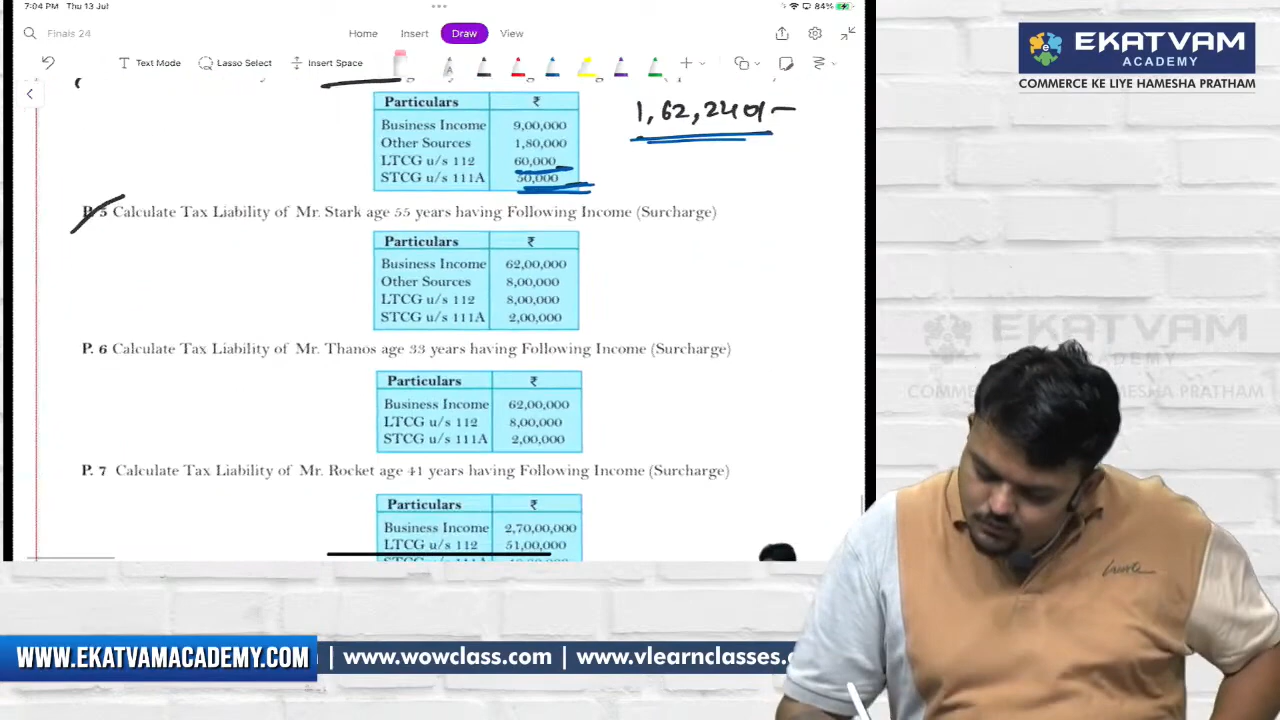 7:04 PM Thu 13 Jul
84%
Finals 24
Home Insert Draw View
Text Mode
Lasso Select
Insert Space
EKATVAM
ACADEMY
COMMERCE KE LIYE HAMESHA PRATHAM
Particulars ₹
Business Income 9,00,000
Other Sources 1,80,000
LTCG u/s 112 60,000
STCG u/s 111A 50,000
1,62,240/-
P. 5 Calculate Tax Liability of Mr. Stark age 55 years having Following Income (Surcharge)
Particulars ₹
Business Income 62,00,000
Other Sources 8,00,000
LTCG u/s 112 8,00,000
STCG u/s 111A 2,00,000
P. 6 Calculate Tax Liability of Mr. Thanos age 33 years having Following Income (Surcharge)
Particulars ₹
Business Income 62,00,000
LTCG u/s 112 8,00,000
STCG u/s 111A 2,00,000
P. 7 Calculate Tax Liability of Mr. Rocket age 41 years having Following Income (Surcharge)
Particulars ₹
Business Income 2,70,00,000
LTCG u/s 112 51,00,000
EKATVAM
WWW.EKATVAMACADEMY.COM | www.wowclass.com | www.vlearnclasses.c